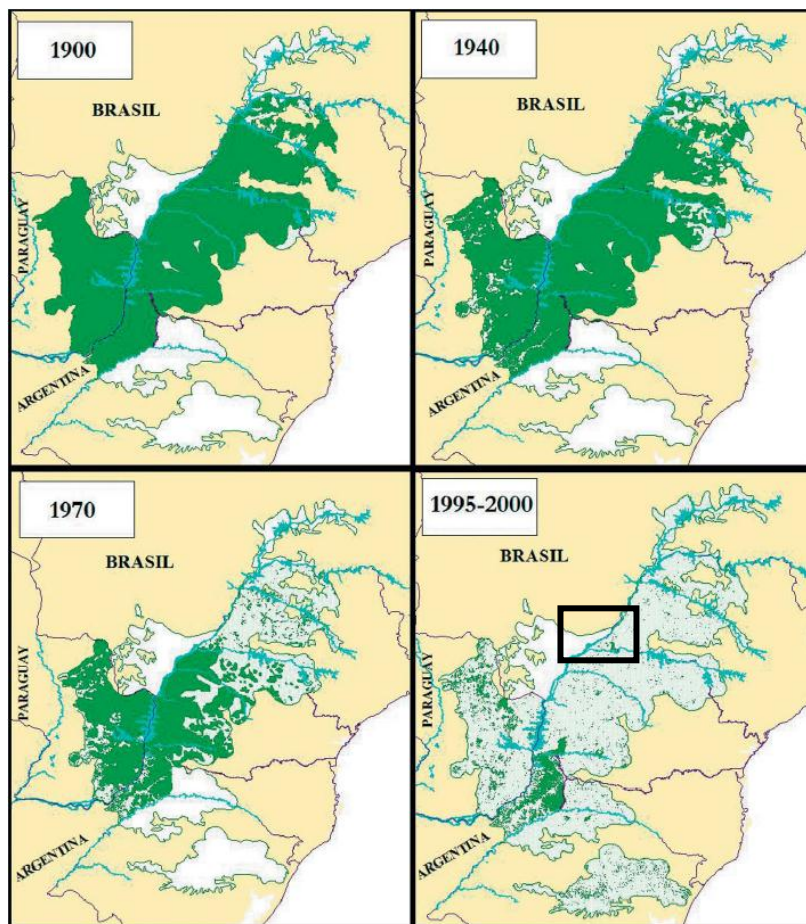 1900
BRASIL
PARAGUAY
ARGENTINA
1940
BRASIL
PARAGUAY
ARGENTINA
1970
BRASIL
PARAGUAY
ARGENTINA
1995-2000
BRASIL
PARAGUAY
ARGENTINA